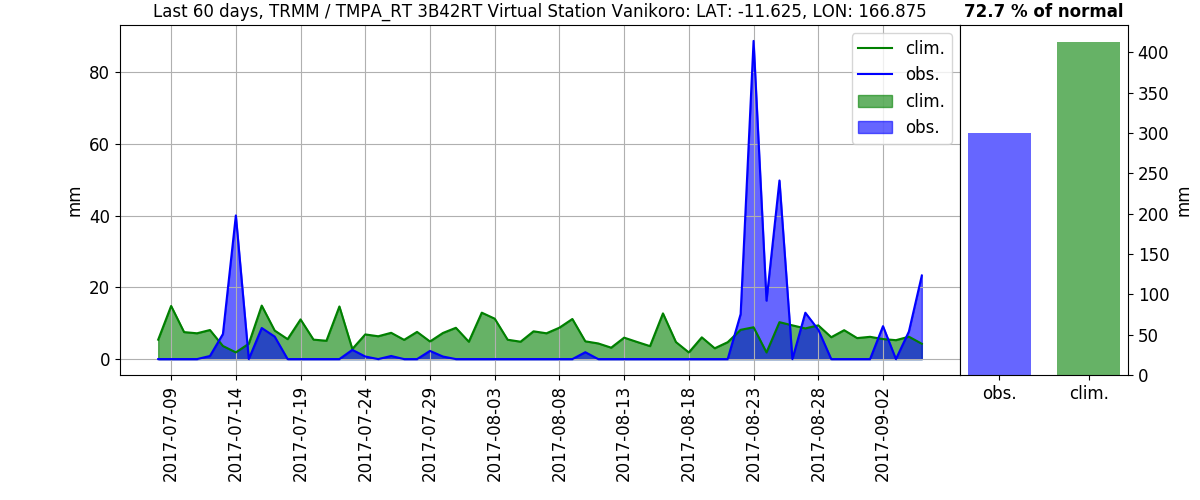 Last 60 days, TRMM / TMPA_RT 3B42RT Virtual Station Vanikoro: LAT: -11.625, LON: 166.875
72.7 % of normal
clim.
obs.
clim.
obs.
mm
80
60
40
20
0
2017-07-09
2017-07-14
2017-07-19
2017-07-24
2017-07-29
2017-08-03
2017-08-08
2017-08-13
2017-08-18
2017-08-23
2017-08-28
2017-09-02
400
350
300
250
200
150
100
50
0
mm
obs.
clim.